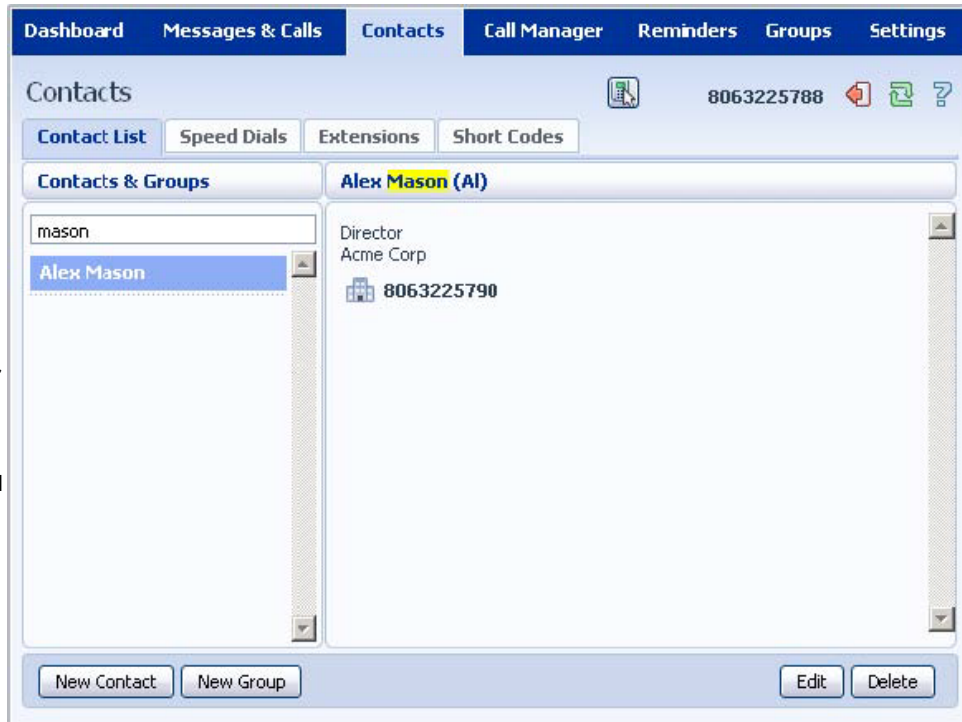 Dashboard Messages & Calls Contacts Call Manager Reminders Groups Settings
Contacts 8063225788 ?
Contact List Speed Dials Extensions Short Codes
Contacts & Groups Alex Mason (Al)
mason
Director
Acme Corp
Alex Mason
8063225790
New Contact New Group Edit Delete